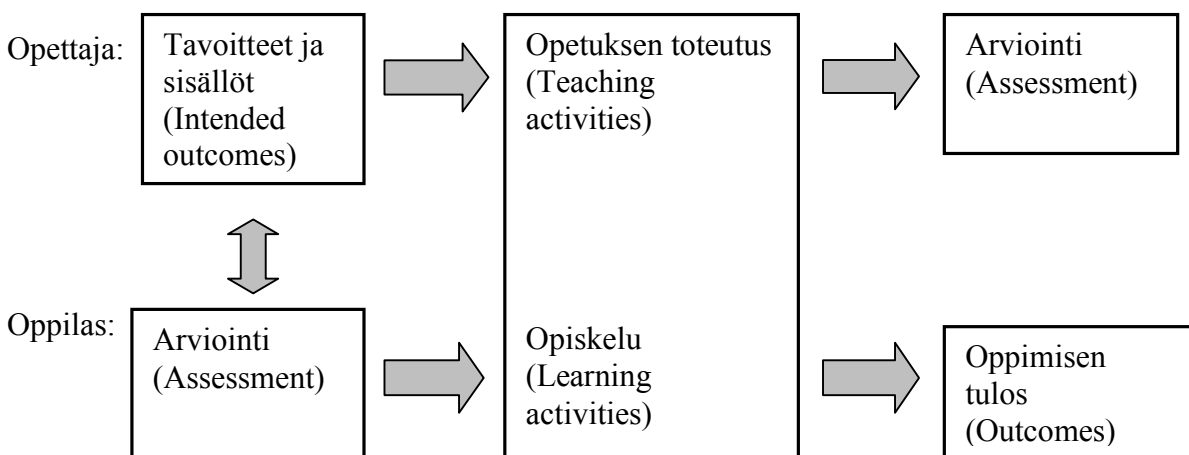 Opettaja:
Tavoitteet ja
sisällöt
(Intended
outcomes)
Opetuksen toteutus
(Teaching
activities)
Arviointi
(Assessment)
Oppilas:
Arviointi
(Assessment)
Opiskelu
(Learning
activities)
Oppimisen
tulos
(Outcomes)